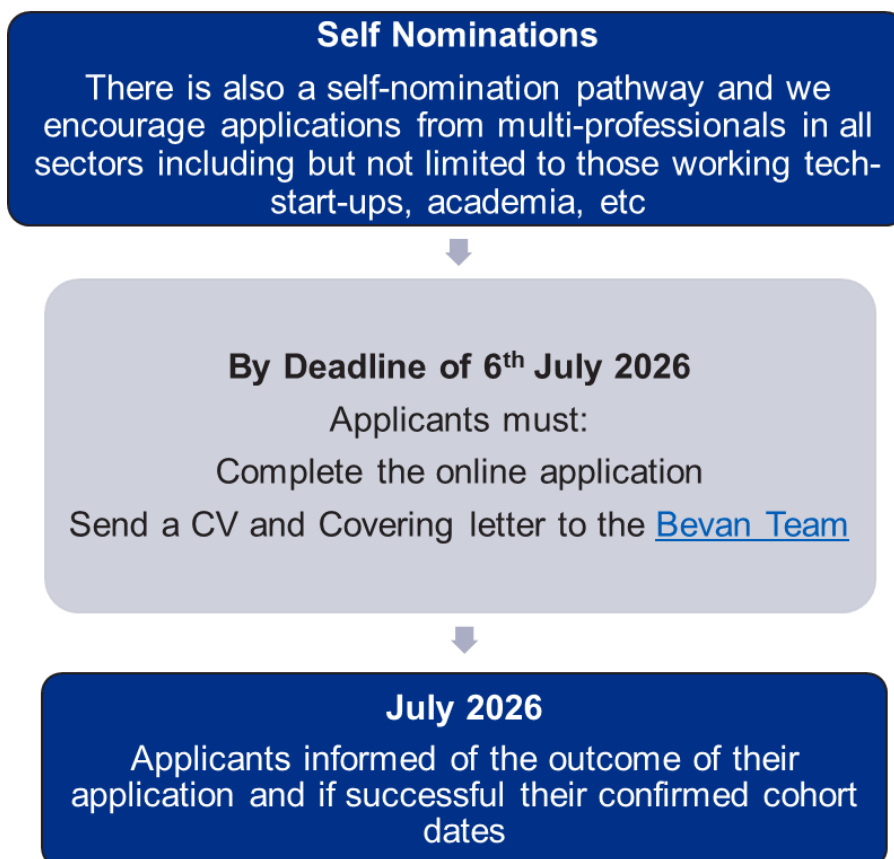 Self Nominations
There is also a self-nomination pathway and we
encourage applications from multi-professionals in all
sectors including but not limited to those working tech-
start-ups, academia, etc
By Deadline of 6th July 2026
Applicants must:
Complete the online application
Send a CV and Covering letter to the Bevan Team
July 2026
Applicants informed of the outcome of their
application and if successful their confirmed cohort
dates